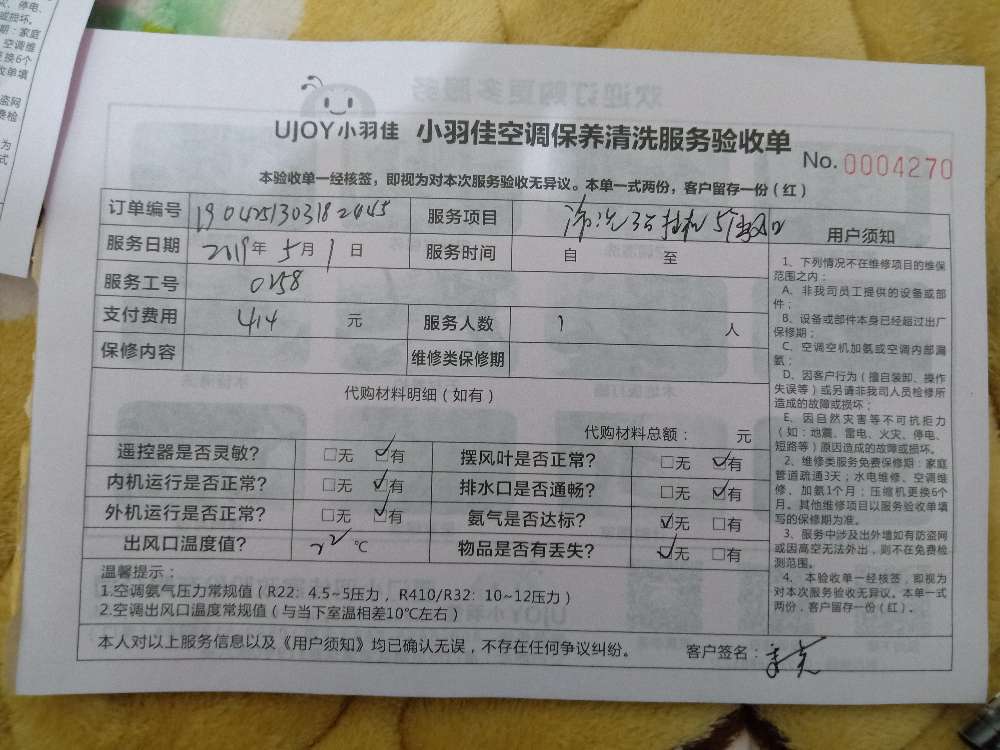 UJOY小羽佳 小羽佳空调保养清洗服务验收单
No. 0004270
本验收单一经核签，即视为对本次服务验收无异议。本单一式两份，客户留存一份（红）
订单编号 190425130318 2445 服务项目 清洗3台挂机
服务日期 2019年5月1日 服务时间 自 至
服务工号 0258
支付费用 414 元 服务人数 1 人
保修内容 维修类保修期
代购材料明细（如有）
代购材料总额： 元
遥控器是否灵敏? □无 ☑有 摆风叶是否正常? □无 ☑有
内机运行是否正常? □无 ☑有 排水口是否通畅? □无 ☑有
外机运行是否正常? □无 ☑有 氨气是否达标? ☑无 □有
出风口温度值? 22 ℃ 物品是否有丢失? ☑无 □有
温馨提示：
1.空调氨气压力常规值（R22：4.5~5压力，R410/R32：10~12压力）
2.空调出风口温度常规值（与当下室温相差10℃左右）
本人对以上服务信息以及《用户须知》均已确认无误，不存在任何争议纠纷。 客户签名：
用户须知
1、下列情况不在维修项目的维保
范围之内：
A、非我司员工提供的设备或部
件；
B、设备或部件本身已经超过出厂
保修期；
C、空调空机加氨或空调内部漏
氨；
D、因客户行为（擅自装卸、操作
失误等）或另请非我司人员检修所
造成的故障或损坏；
E、因自然灾害等不可抗拒力
（如：地震、雷电、火灾、停电、
短路等）原因造成的故障或损坏。
2、维修类服务免费保修期：家庭
管道疏通3天；水电维修、空调维
修、加氨1个月；压缩机更换6个
月。其他维修项目以服务验收单填
写的保修期为准。
3、服务中涉及出外墙如有防盗网
或因高空无法外出，则不在免费检
测范围。
4、本验收单一经核签，即视为
对本次服务验收无异议。本单一式
两份，客户留存一份（红）。